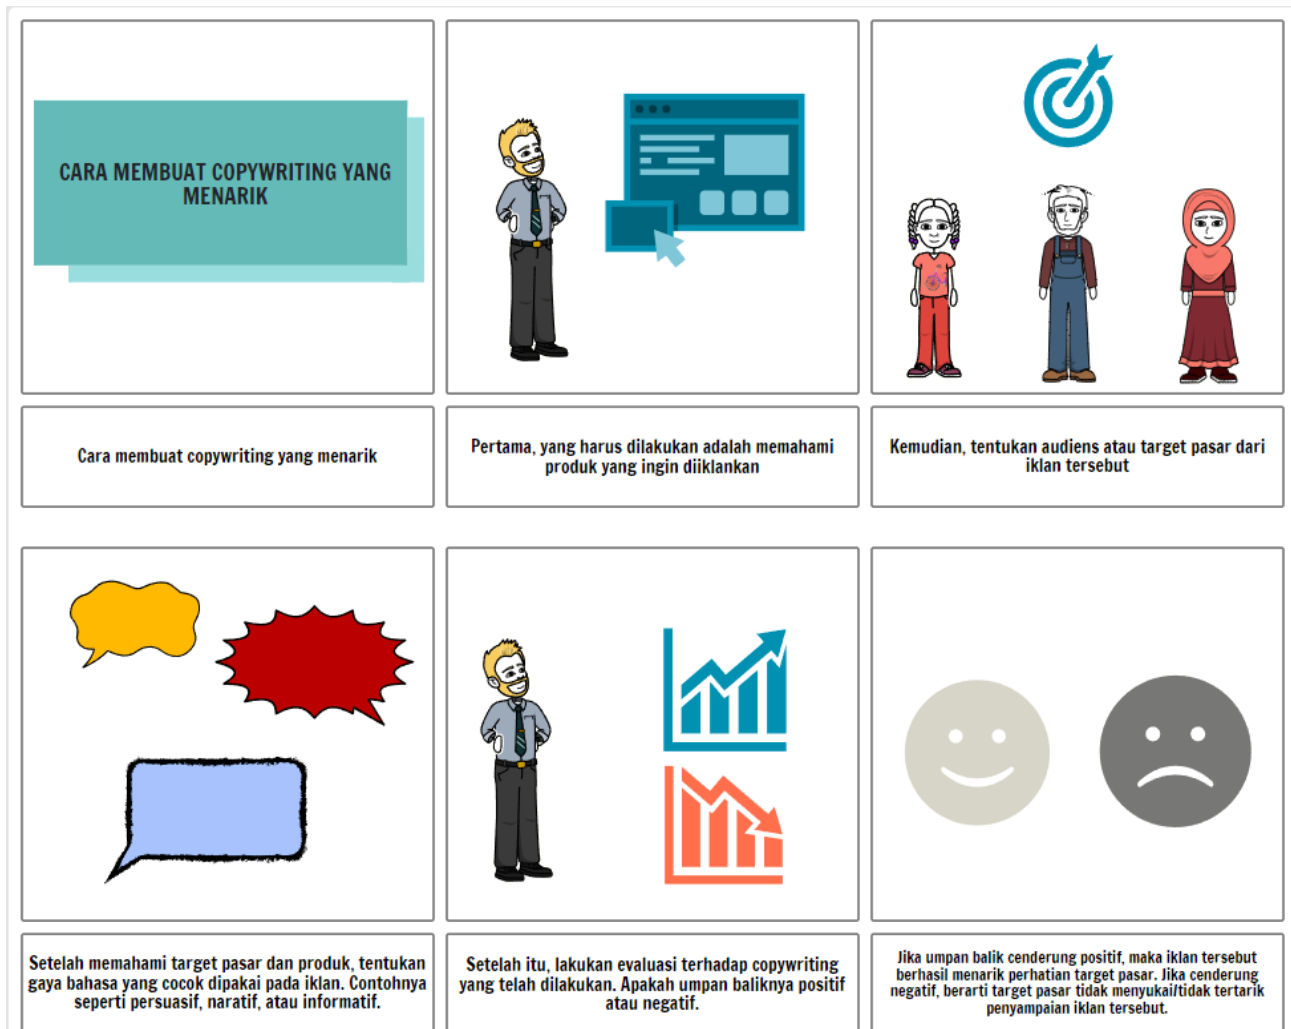 CARA MEMBUAT COPYWRITING YANG
MENARIK
Cara membuat copywriting yang menarik
Pertama, yang harus dilakukan adalah memahami
produk yang ingin diiklankan
Kemudian, tentukan audiens atau target pasar dari
iklan tersebut
Setelah memahami target pasar dan produk, tentukan
gaya bahasa yang cocok dipakai pada iklan. Contohnya
seperti persuasif, naratif, atau informatif.
Setelah itu, lakukan evaluasi terhadap copywriting
yang telah dilakukan. Apakah umpan baliknya positif
atau negatif.
Jika umpan balik cenderung positif, maka iklan tersebut
berhasil menarik perhatian target pasar. Jika cenderung
negatif, berarti target pasar tidak menyukai/tidak tertarik
penyampaian iklan tersebut.